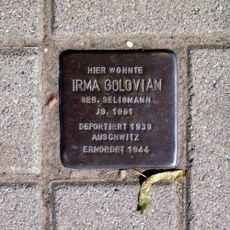 HIER WOHNTE
IRMA GOLOVIAN
GEB. SELIGMANN
JG. 1901
DEPORTIERT 1939
AUSCHWITZ
ERMORDET 1944